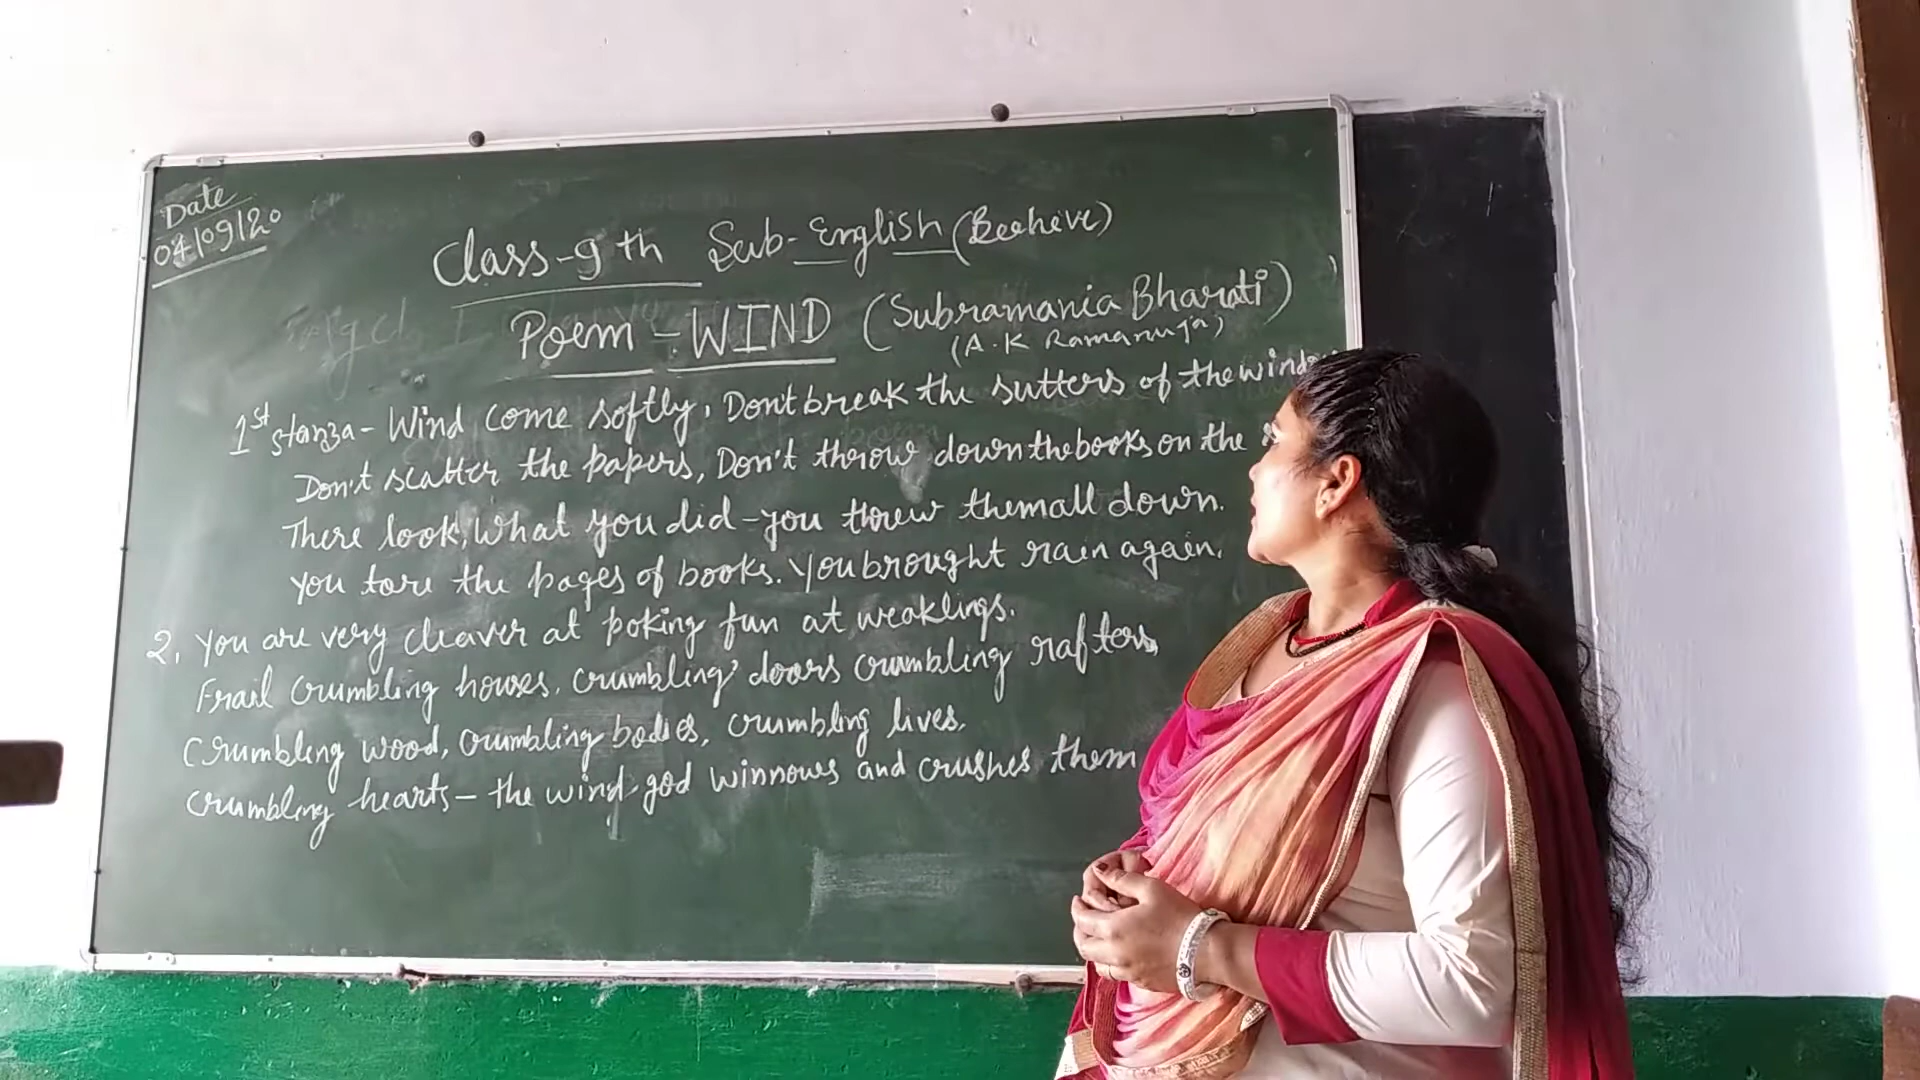 Date
04/09/20
Class-9th Sub-English (Beehive)
Poem - WIND (Subramania Bharati)
(A.K Ramanuja)
1st stanza - Wind come softly, Don't break the sutters of the windo
Don't scatter the papers, Don't throw down the books on the
There look, What you did - you threw them all down.
You tore the pages of books. You brought rain again.
2. You are very cleaver at poking fun at weaklings.
Frail crumbling houses, crumbling doors crumbling rafters,
Crumbling wood, crumbling bodies, crumbling lives.
crumbling hearts - the wind god winnows and crushes them